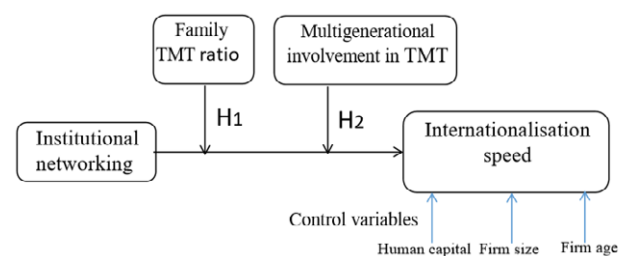 Family
TMT ratio
Multigenerational
involvement in TMT
H1
H2
Institutional
networking
Internationalisation
speed
Control variables
Human capital
Firm size
Firm age